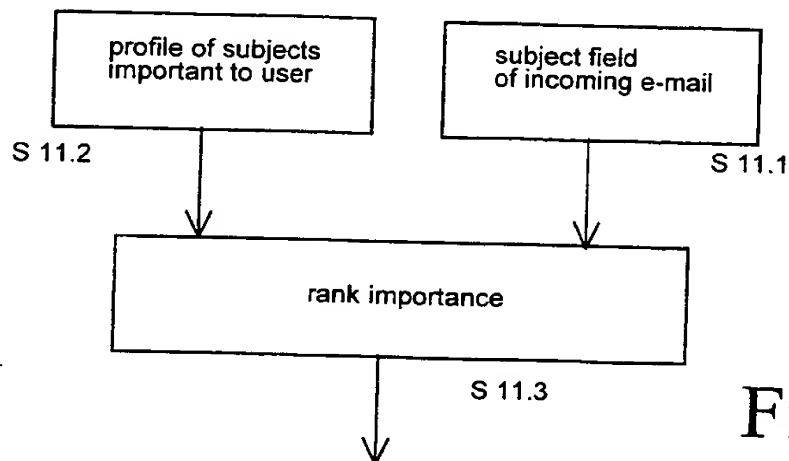 profile of subjects
important to user
subject field
of incoming e-mail
S 11.2
S 11.1
rank importance
S 11.3